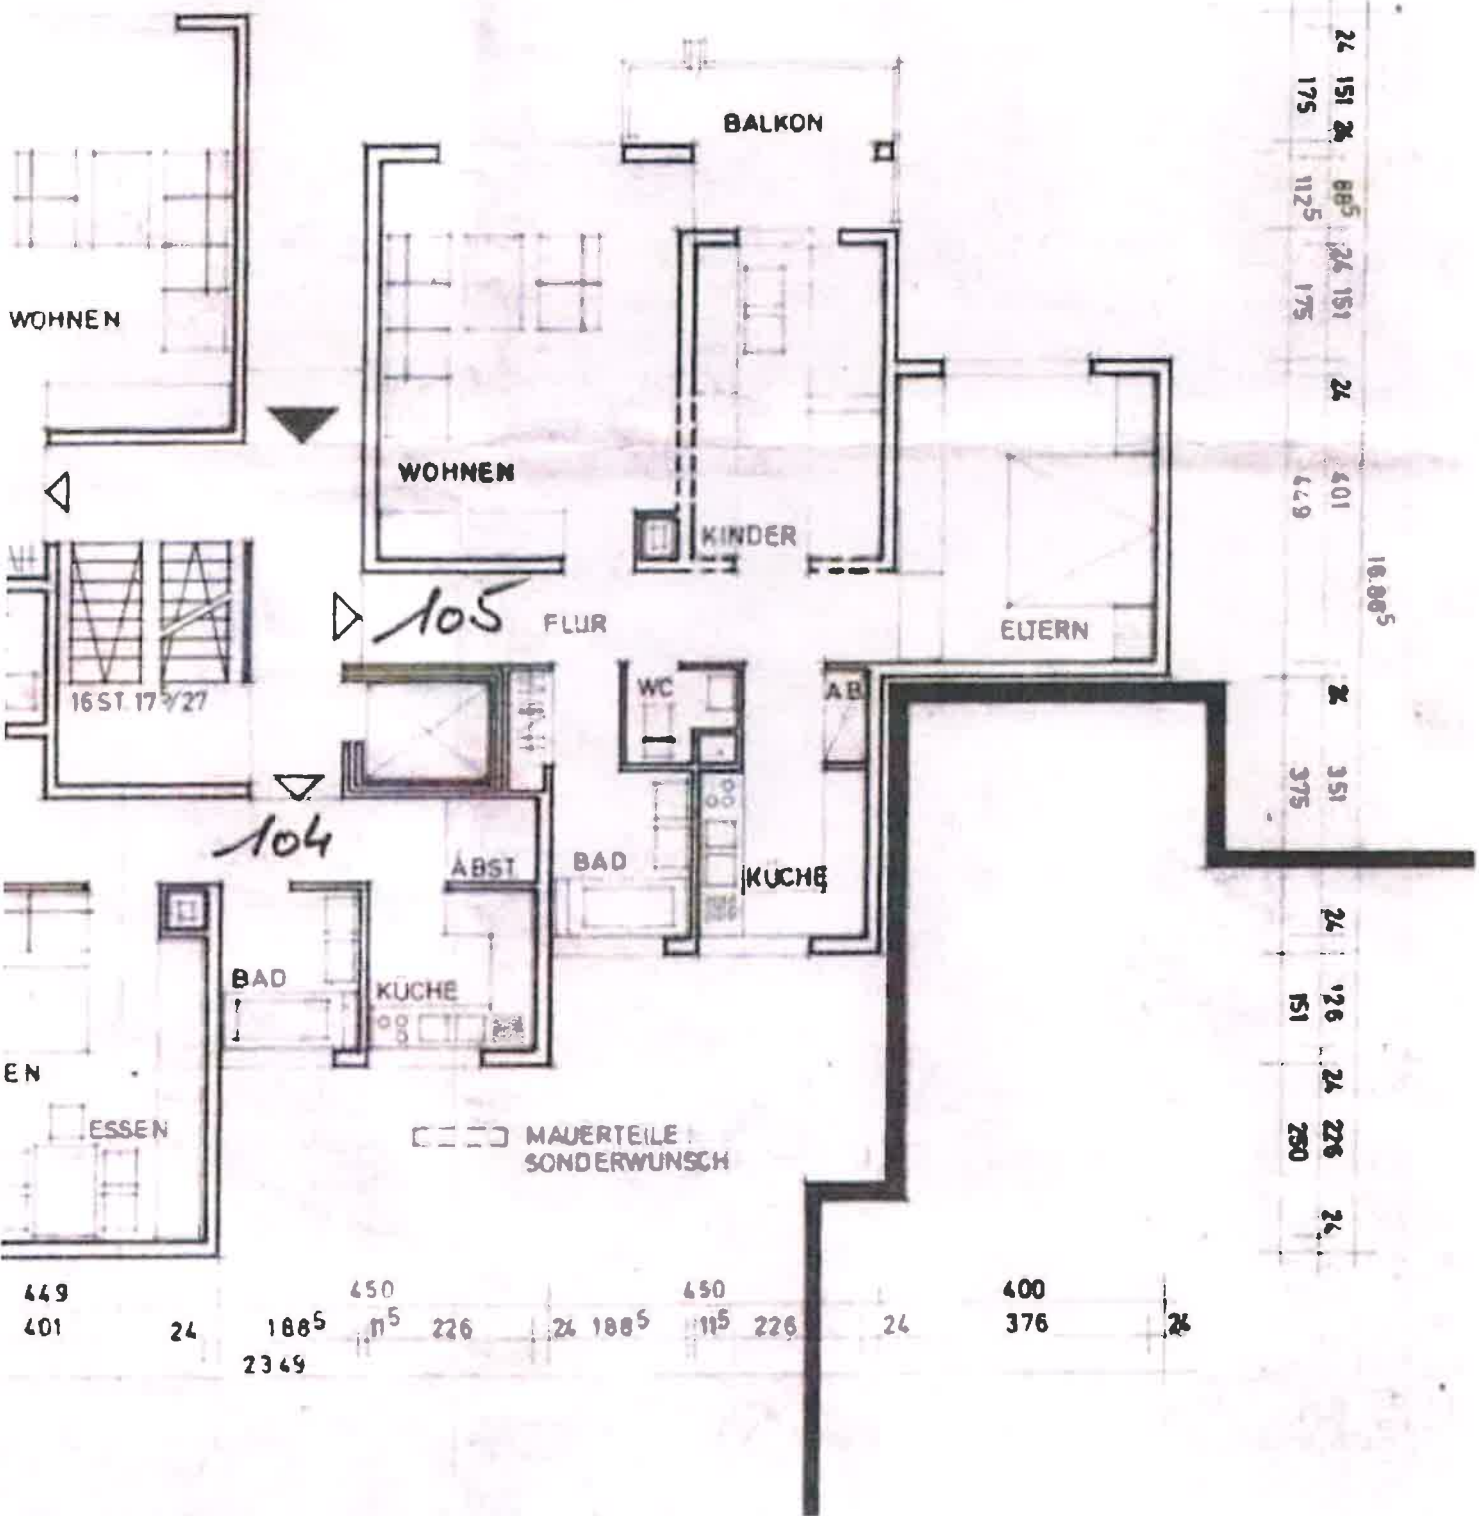 BALKON
WOHNEN
WOHNEN
KINDER
105
FLUR
ELTERN
16 ST. 17
/27
WC
AB
104
ABST.
BAD
KÜCHE
BAD
KÜCHE
EN
ESSEN
MAUERTEILE
SONDERWUNSCH
449
450
450
400
401
24
188⁵
11⁵
226
24
188⁵
11⁵
226
24
376
24
2349
24 151 24 88⁵ 24 151 24 401 24 351 24 126 24 226 24
175 112⁵ 175 449 375 151 250
18.88⁵